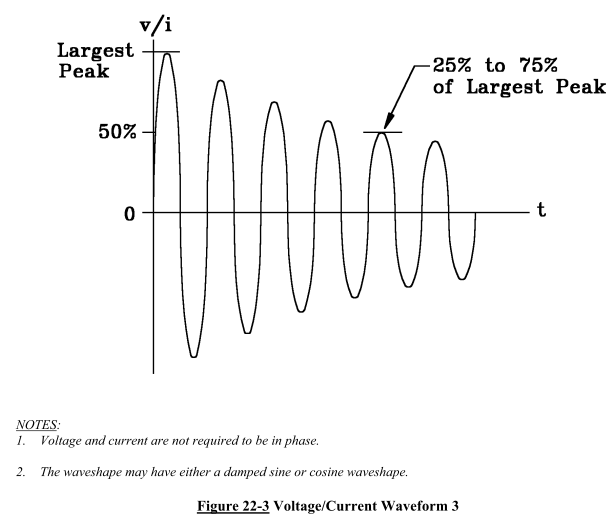 v/i
Largest
Peak
25% to 75%
of Largest Peak
50%
0
t
NOTES:
1. Voltage and current are not required to be in phase.
2. The waveshape may have either a damped sine or cosine waveshape.
Figure 22-3 Voltage/Current Waveform 3